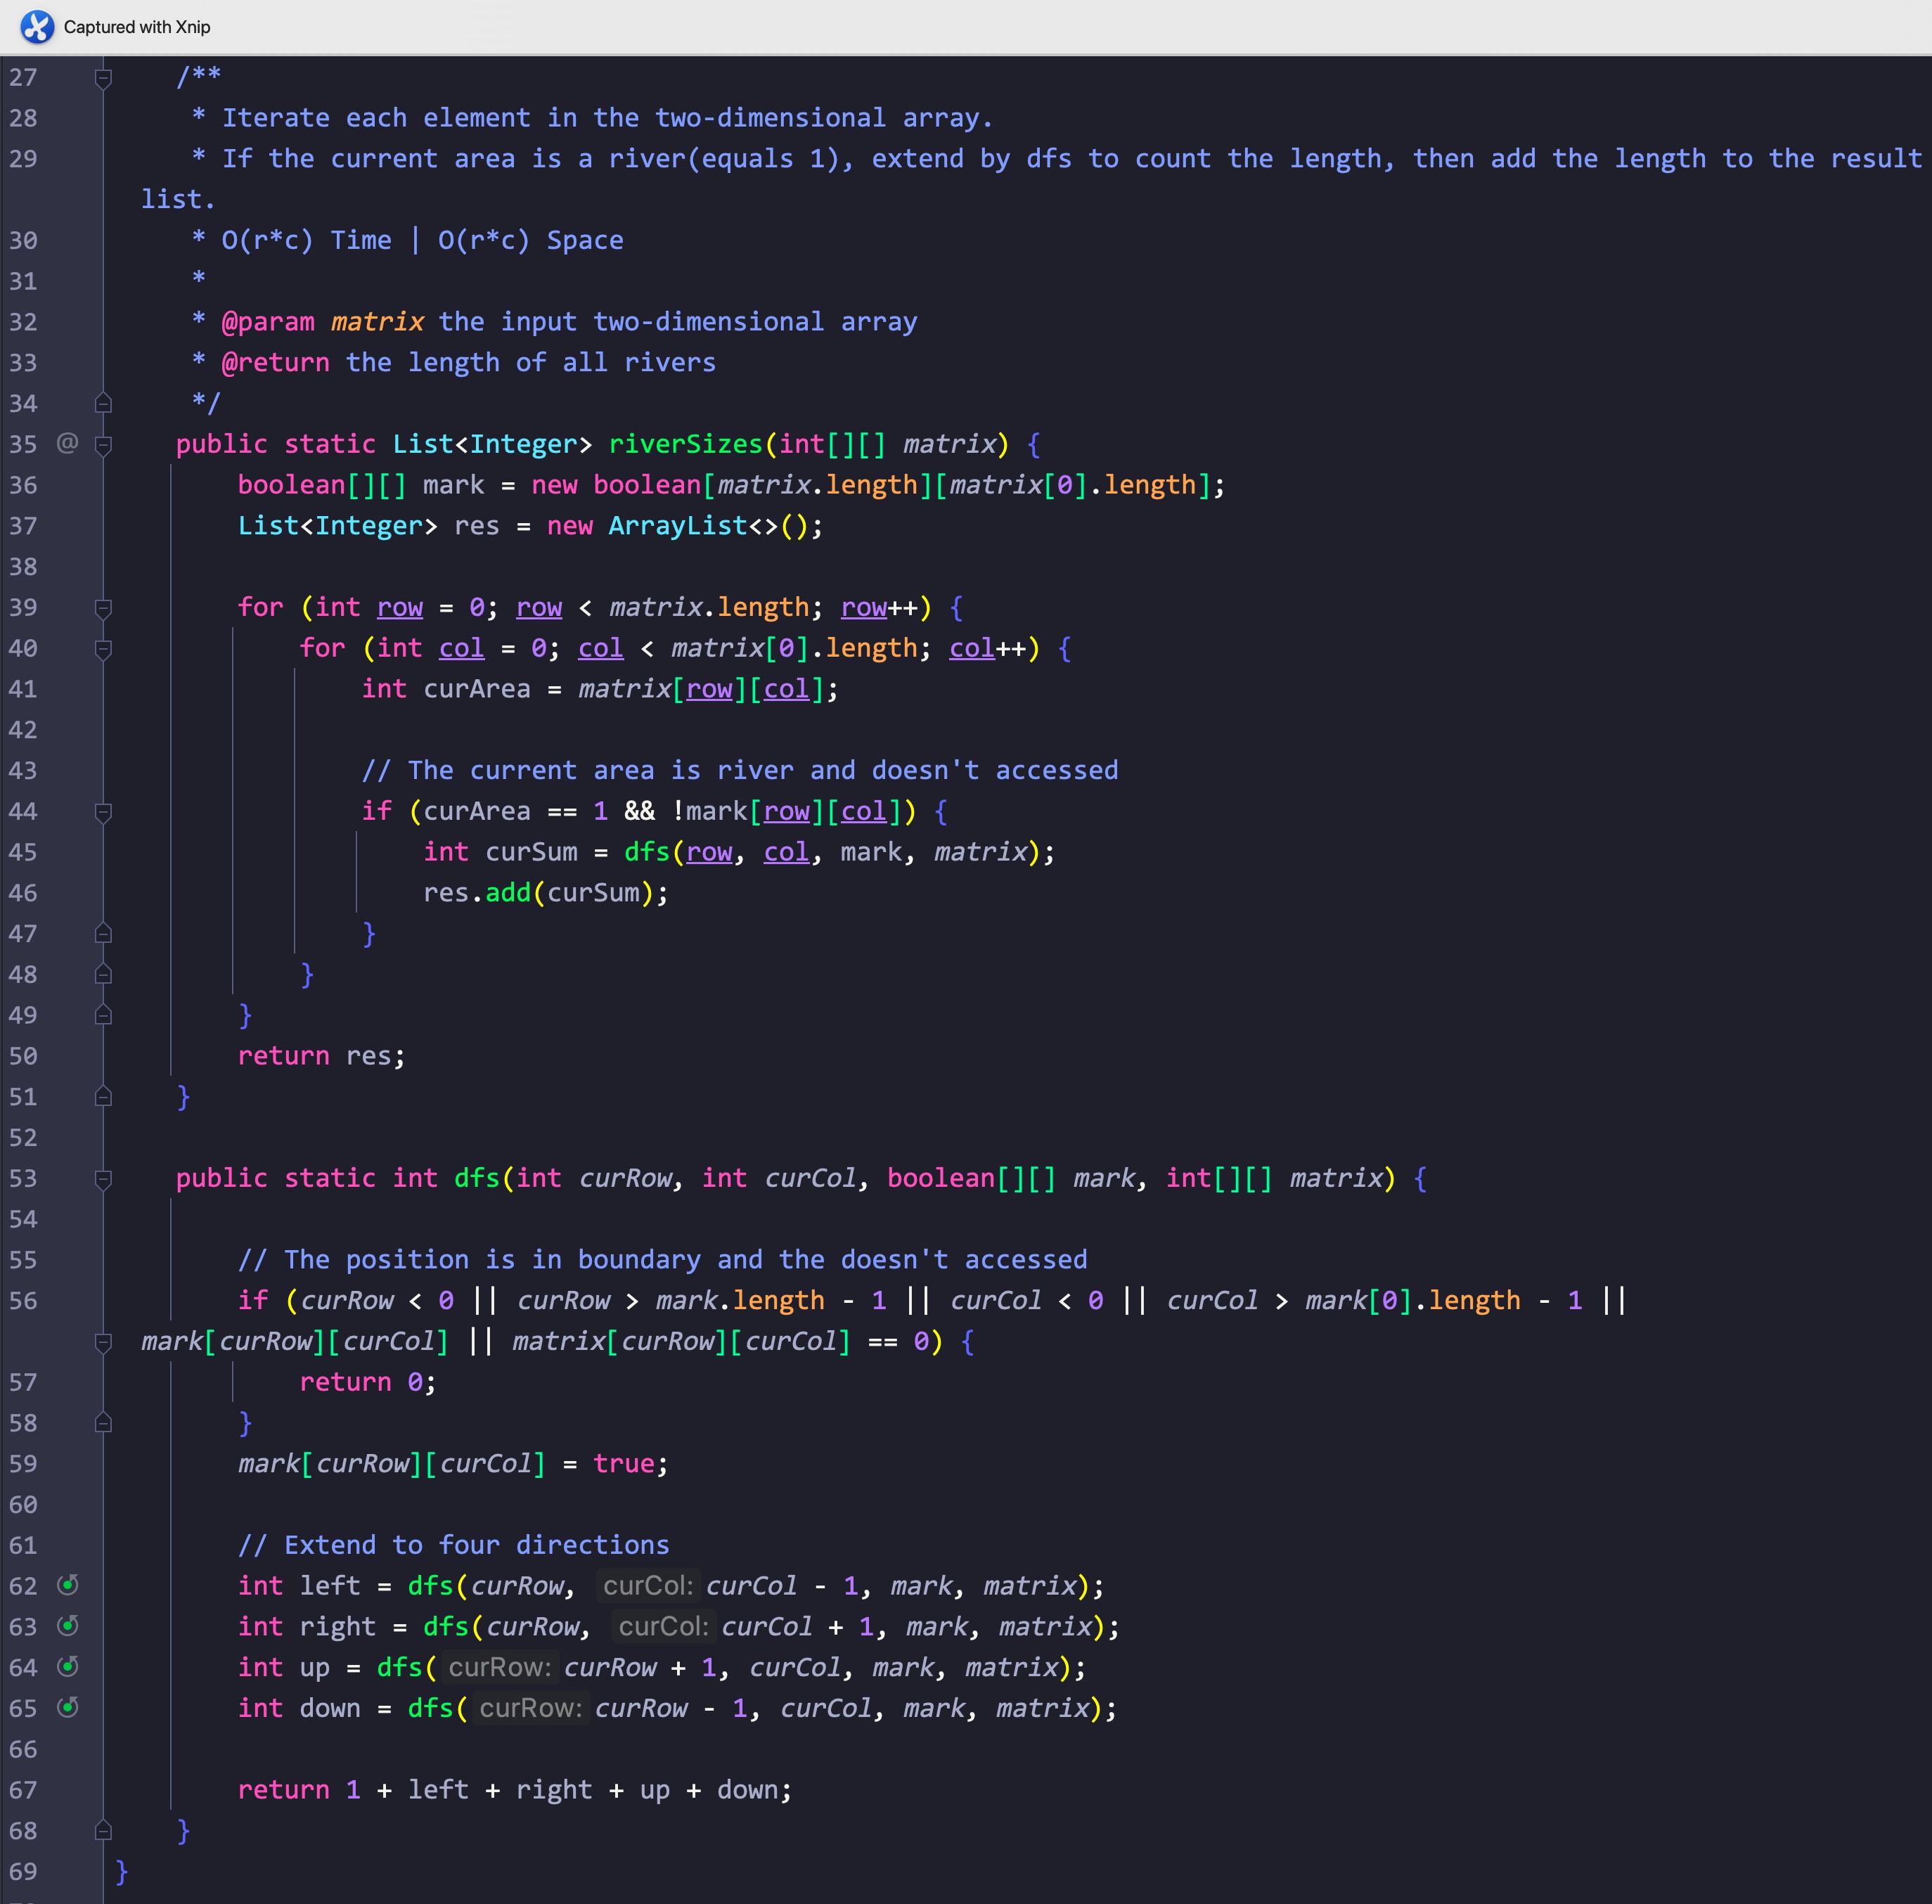 Captured with Xnip
27 /**
28 * Iterate each element in the two-dimensional array.
29 * If the current area is a river(equals 1), extend by dfs to count the length, then add the length to the result
list.
30 * O(r*c) Time | O(r*c) Space
31 *
32 * @param matrix the input two-dimensional array
33 * @return the length of all rivers
34 */
35 @ public static List<Integer> riverSizes(int[][] matrix) {
36 boolean[][] mark = new boolean[matrix.length][matrix[0].length];
37 List<Integer> res = new ArrayList<>();
38
39 for (int row = 0; row < matrix.length; row++) {
40 for (int col = 0; col < matrix[0].length; col++) {
41 int curArea = matrix[row][col];
42
43 // The current area is river and doesn't accessed
44 if (curArea == 1 && !mark[row][col]) {
45 int curSum = dfs(row, col, mark, matrix);
46 res.add(curSum);
47 }
48 }
49 }
50 return res;
51 }
52
53 public static int dfs(int curRow, int curCol, boolean[][] mark, int[][] matrix) {
54
55 // The position is in boundary and the doesn't accessed
56 if (curRow < 0 || curRow > mark.length - 1 || curCol < 0 || curCol > mark[0].length - 1 ||
mark[curRow][curCol] || matrix[curRow][curCol] == 0) {
57 return 0;
58 }
59 mark[curRow][curCol] = true;
60
61 // Extend to four directions
62 int left = dfs(curRow, curCol: curCol - 1, mark, matrix);
63 int right = dfs(curRow, curCol: curCol + 1, mark, matrix);
64 int up = dfs( curRow: curRow + 1, curCol, mark, matrix);
65 int down = dfs( curRow: curRow - 1, curCol, mark, matrix);
66
67 return 1 + left + right + up + down;
68 }
69 }